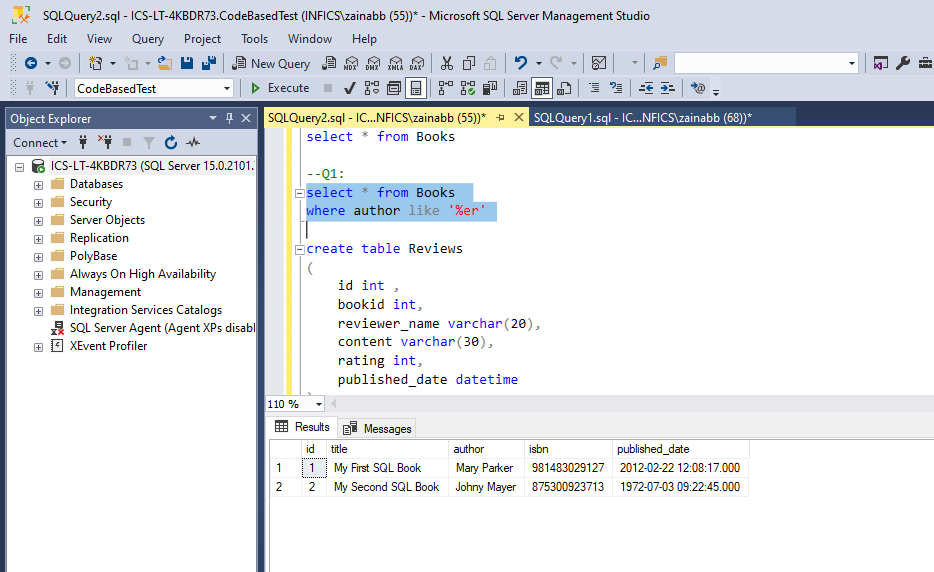 SQLQuery2.sql - ICS-LT-4KBDR73.CodeBasedTest (INFICS\zainabb (55))* - Microsoft SQL Server Management Studio
File Edit View Query Project Tools Window Help
New Query MDX DMX XMLA DAX
CodeBasedTest Execute
Object Explorer
SQLQuery2.sql - IC...NFICS\zainabb (55))* SQLQuery1.sql - IC...NFICS\zainabb (68))*
Connect
ICS-LT-4KBDR73 (SQL Server 15.0.2101.
Databases
Security
Server Objects
Replication
PolyBase
Always On High Availability
Management
Integration Services Catalogs
SQL Server Agent (Agent XPs disabl
XEvent Profiler
select * from Books
--Q1:
select * from Books
where author like '%er'
create table Reviews
(
id int ,
bookid int,
reviewer_name varchar(20),
content varchar(30),
rating int,
published_date datetime
110 %
Results Messages
id title author isbn published_date
1 1 My First SQL Book Mary Parker 981483029127 2012-02-22 12:08:17.000
2 2 My Second SQL Book Johny Mayer 875300923713 1972-07-03 09:22:45.000